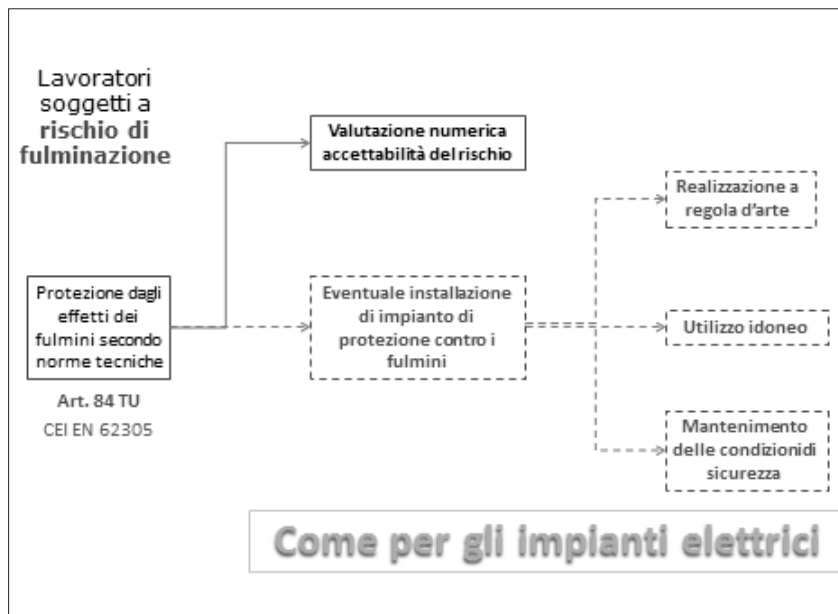 Lavoratori
soggetti a
rischio di
fulminazione
Valutazione numerica
accettabilità del rischio
Realizzazione a
regola d'arte
Protezione dagli
effetti dei
fulmini secondo
norme tecniche
Eventuale installazione
di impianto di
protezione contro i
fulmini
Utilizzo idoneo
Art. 84 TU
CEI EN 62305
Mantenimento
delle condizionidi
sicurezza
Come per gli impianti elettrici